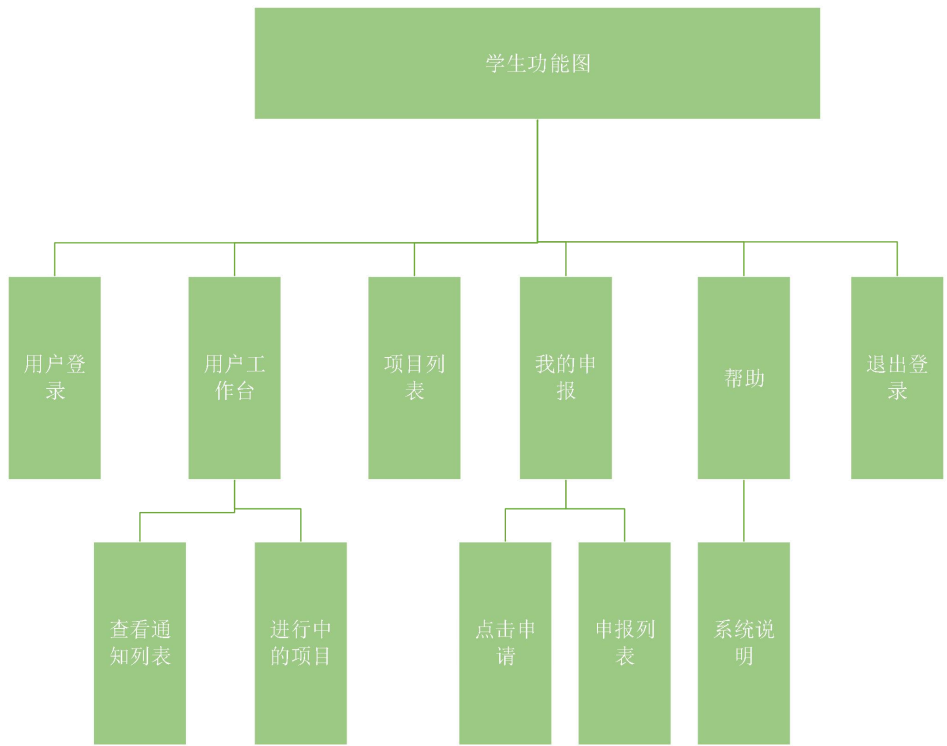 学生功能图
用户登
录
用户工
作台
项目列
表
我的申
报
帮助
退出登
录
查看通
知列表
进行中
的项目
点击申
请
申报列
表
系统说
明